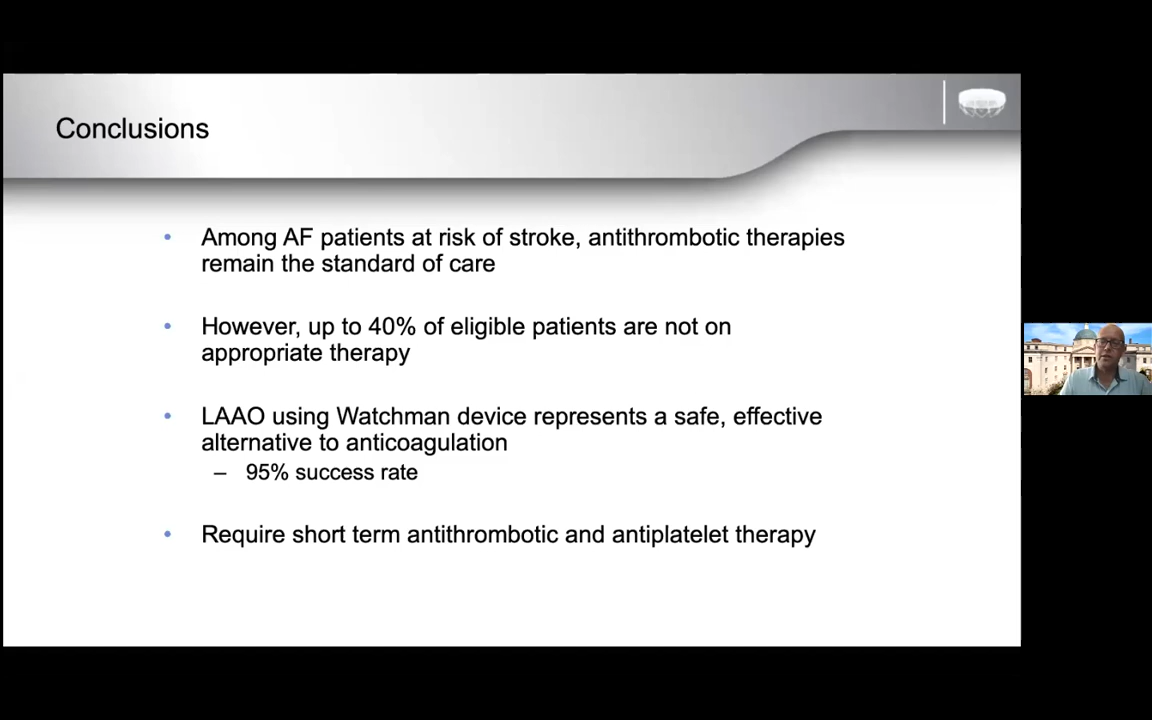 Conclusions
• Among AF patients at risk of stroke, antithrombotic therapies
remain the standard of care
• However, up to 40% of eligible patients are not on
appropriate therapy
• LAAO using Watchman device represents a safe, effective
alternative to anticoagulation
– 95% success rate
• Require short term antithrombotic and antiplatelet therapy